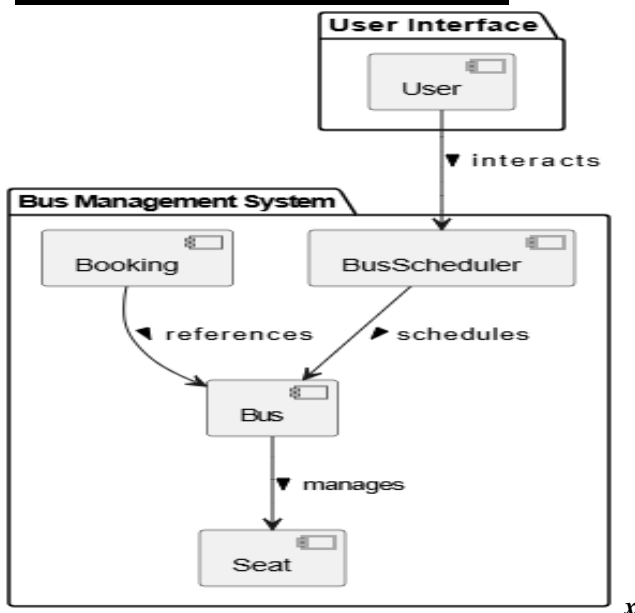 User Interface
User
interacts
Bus Management System
Booking
BusScheduler
references
schedules
Bus
manages
Seat